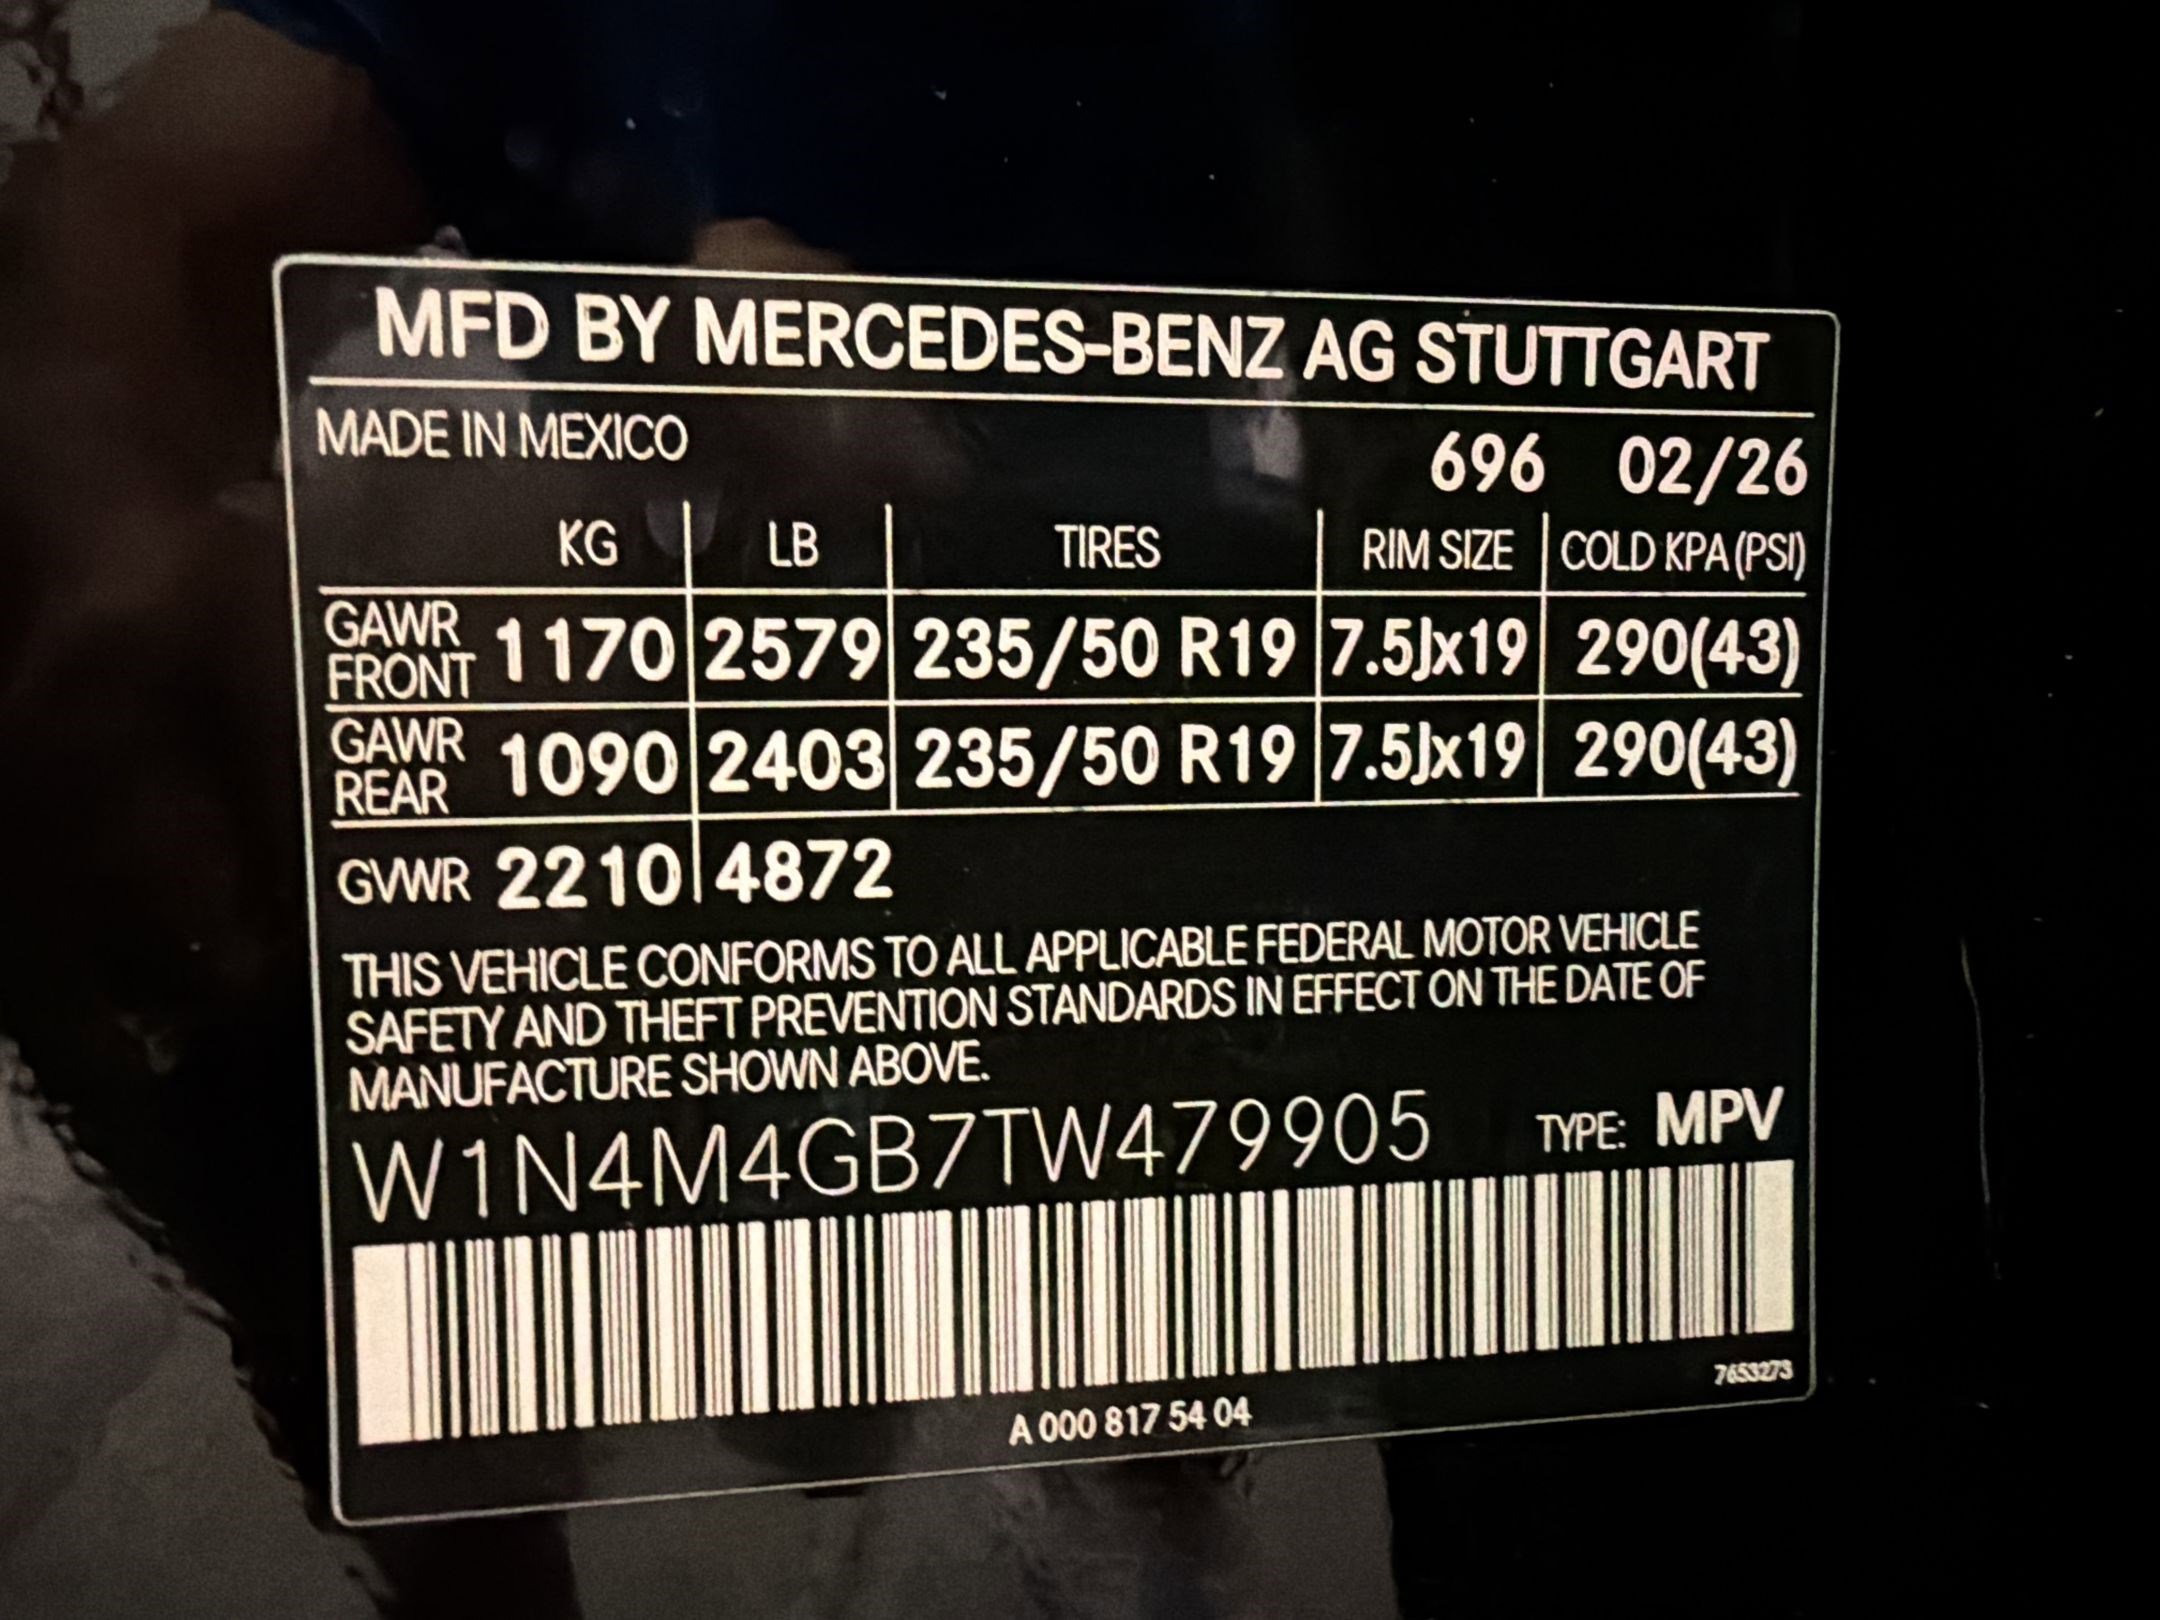 MFD BY MERCEDES-BENZ AG STUTTGART
MADE IN MEXICO 696 02/26
KG LB TIRES RIM SIZE COLD KPA (PSI)
GAWR FRONT 1170 2579 235/50 R19 7.5Jx19 290(43)
GAWR REAR 1090 2403 235/50 R19 7.5Jx19 290(43)
GVWR 2210 4872
THIS VEHICLE CONFORMS TO ALL APPLICABLE FEDERAL MOTOR VEHICLE
SAFETY AND THEFT PREVENTION STANDARDS IN EFFECT ON THE DATE OF
MANUFACTURE SHOWN ABOVE.
W1N4M4GB7TW479905 TYPE: MPV
7653273
A 000 817 54 04